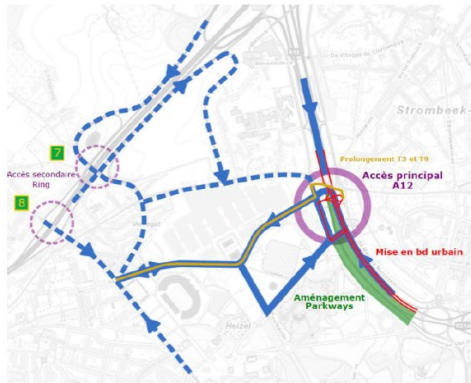 Strombeek-
Prolongement T3 et T9
7
Accès principal
A12
Accès secondaire
Ring
8
Mise en bd urbain
Aménagement
Parkways
Heizel